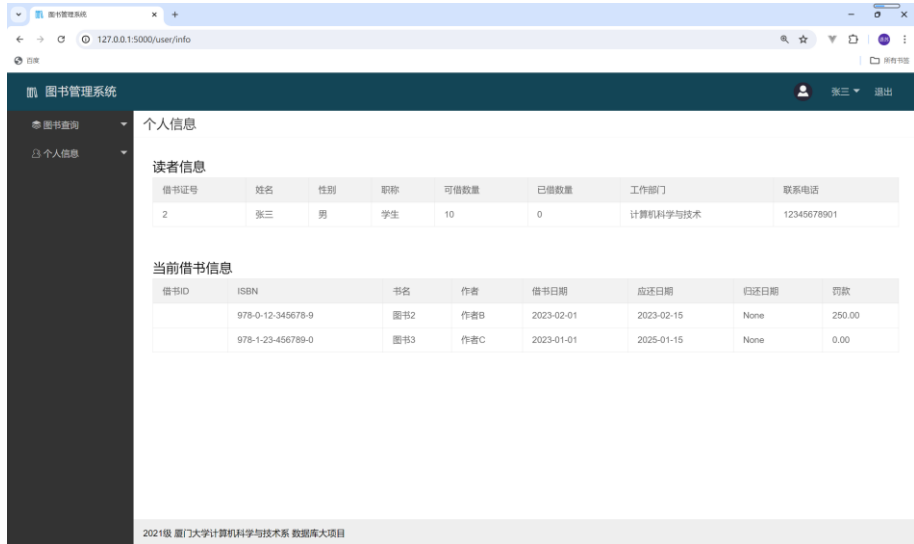 图书管理系统
127.0.0.1:5000/user/info
百度
所有书签
图书管理系统 张三 退出
图书查询
个人信息
个人信息
读者信息
借书证号 姓名 性别 职称 可借数量 已借数量 工作部门 联系电话
2 张三 男 学生 10 0 计算机科学与技术 12345678901
当前借书信息
借书ID ISBN 书名 作者 借书日期 应还日期 归还日期 罚款
978-0-12-345678-9 图书2 作者B 2023-02-01 2023-02-15 None 250.00
978-1-23-456789-0 图书3 作者C 2023-01-01 2025-01-15 None 0.00
2021级 厦门大学计算机科学与技术系 数据库大项目